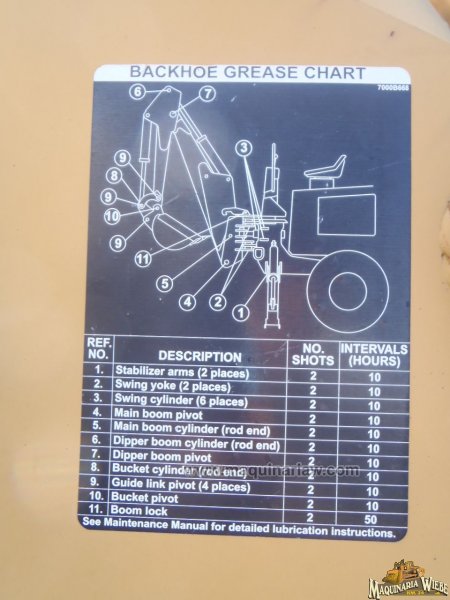 BACKHOE GREASE CHART
7000B668
6 7
3
9
8
9
10
9
11
5
4 2 1
REF. NO. DESCRIPTION NO. SHOTS INTERVALS (HOURS)
1. Stabilizer arms (2 places) 2 10
2. Swing yoke (2 places) 2 10
3. Swing cylinder (6 places) 2 10
4. Main boom pivot 2 10
5. Main boom cylinder (rod end) 2 10
6. Dipper boom cylinder (rod end) 2 10
7. Dipper boom pivot 2 10
8. Bucket cylinder (rod end) 2 10
9. Guide link pivot (4 places) 2 10
10. Bucket pivot 2 10
11. Boom lock 2 50
See Maintenance Manual for detailed lubrication instructions.
MAQUINARIA WIEBE
KM. 14